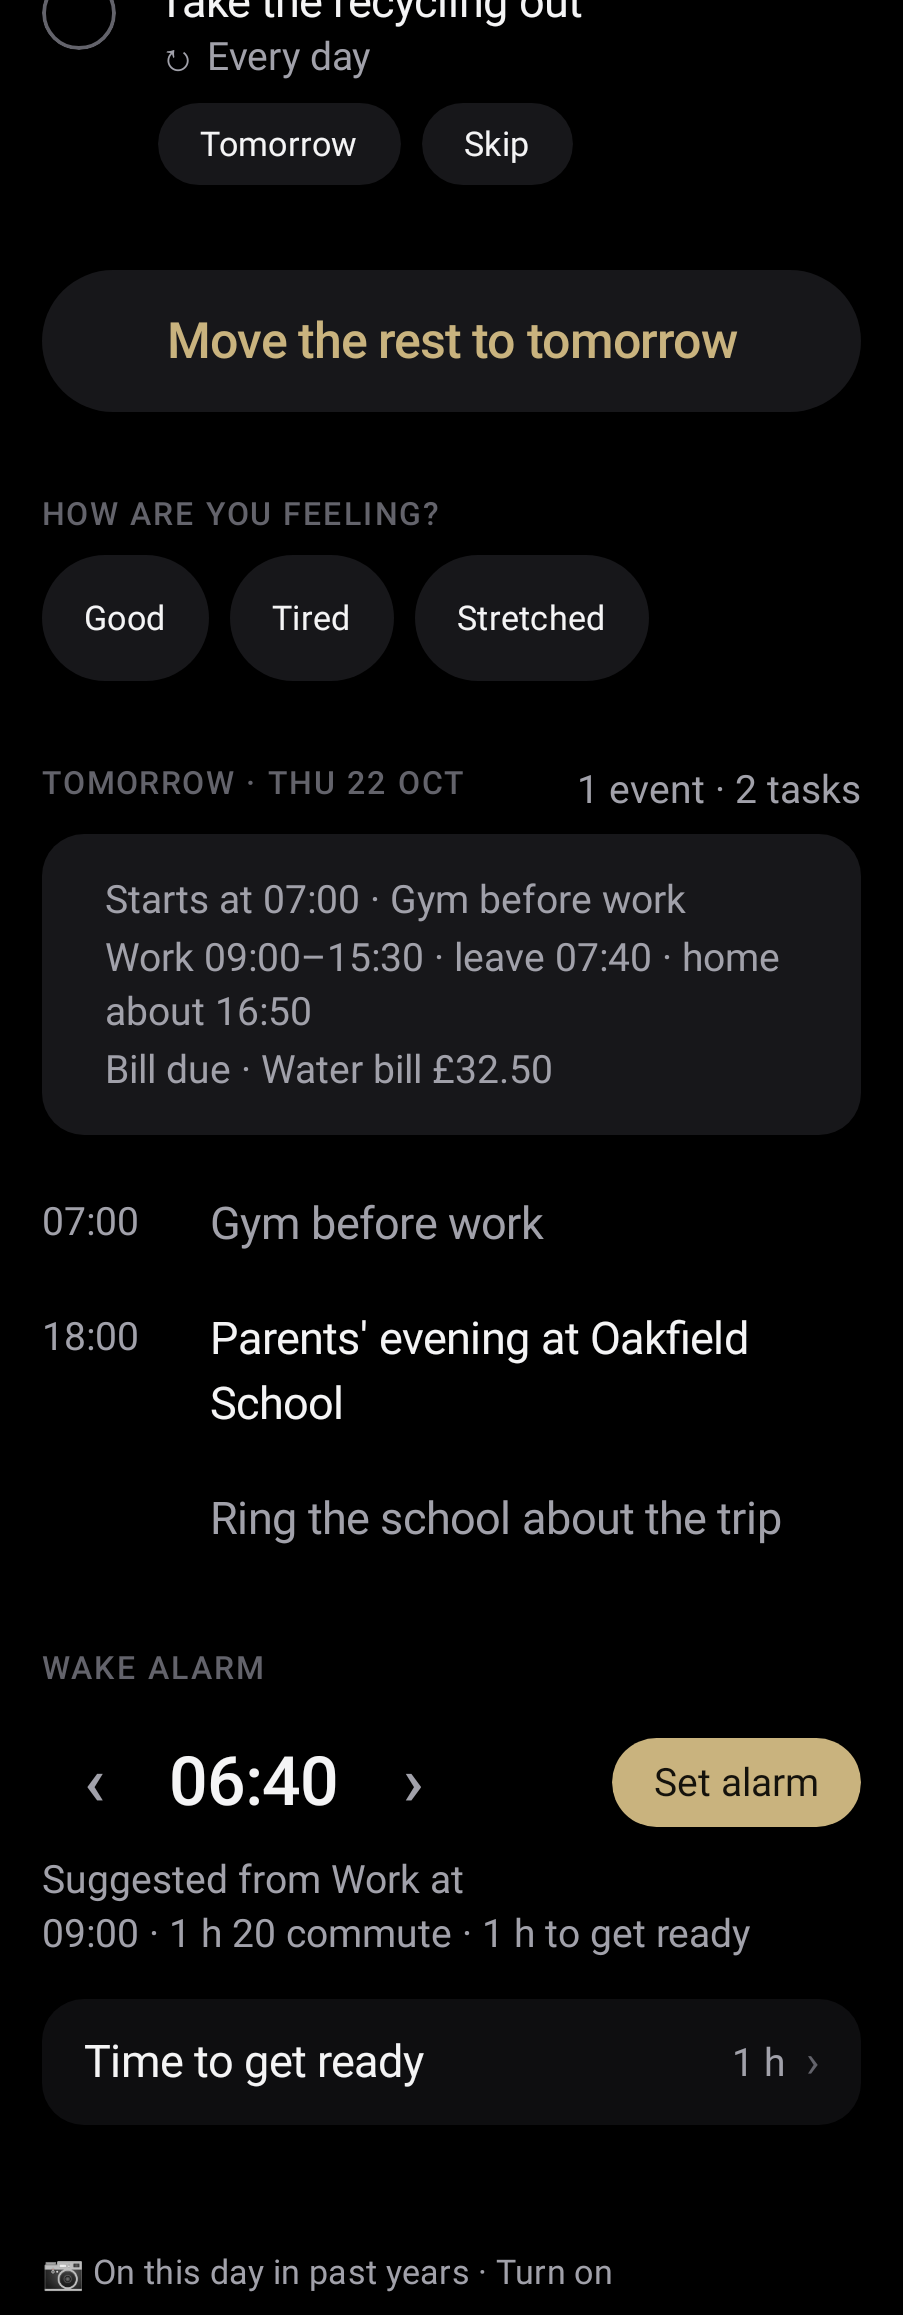 Take the recycling out
Every day
Tomorrow
Skip
Move the rest to tomorrow
HOW ARE YOU FEELING?
Good
Tired
Stretched
TOMORROW · THU 22 OCT
1 event · 2 tasks
Starts at 07:00 · Gym before work
Work 09:00–15:30 · leave 07:40 · home
about 16:50
Bill due · Water bill £32.50
07:00
Gym before work
18:00
Parents' evening at Oakfield
School
Ring the school about the trip
WAKE ALARM
‹ 06:40 ›
Set alarm
Suggested from Work at
09:00 · 1 h 20 commute · 1 h to get ready
Time to get ready
1 h ›
On this day in past years · Turn on